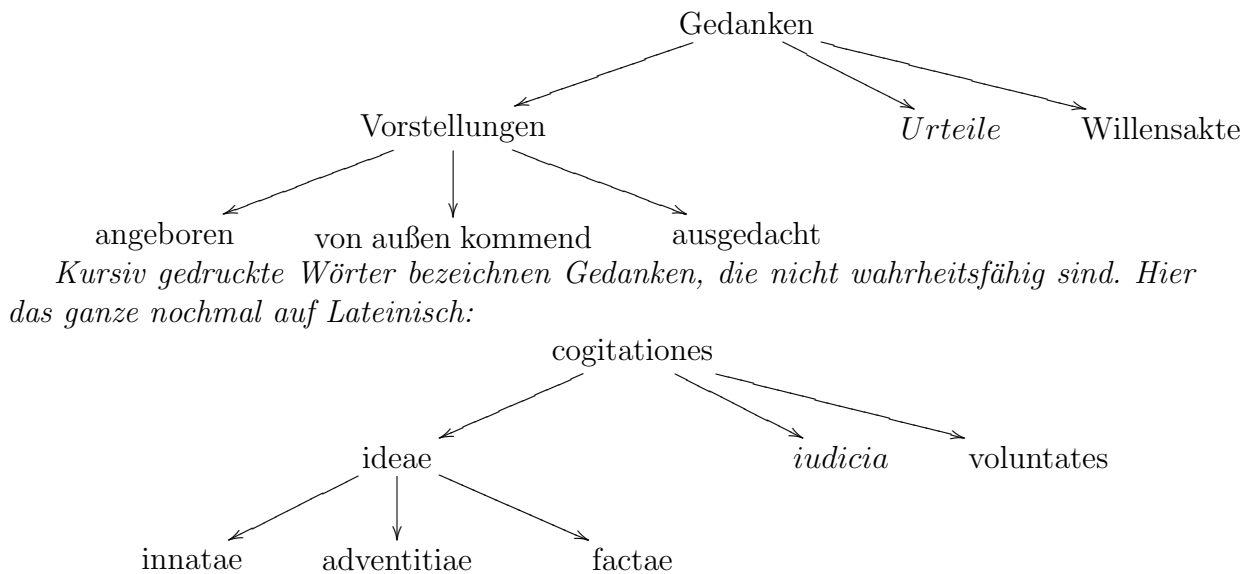 Gedanken
Vorstellungen Urteile Willensakte
angeboren von außen kommend ausgedacht
Kursiv gedruckte Wörter bezeichnen Gedanken, die nicht wahrheitsfähig sind. Hier
das ganze nochmal auf Lateinisch:
cogitationes
ideae iudicia voluntates
innatae adventitiae factae